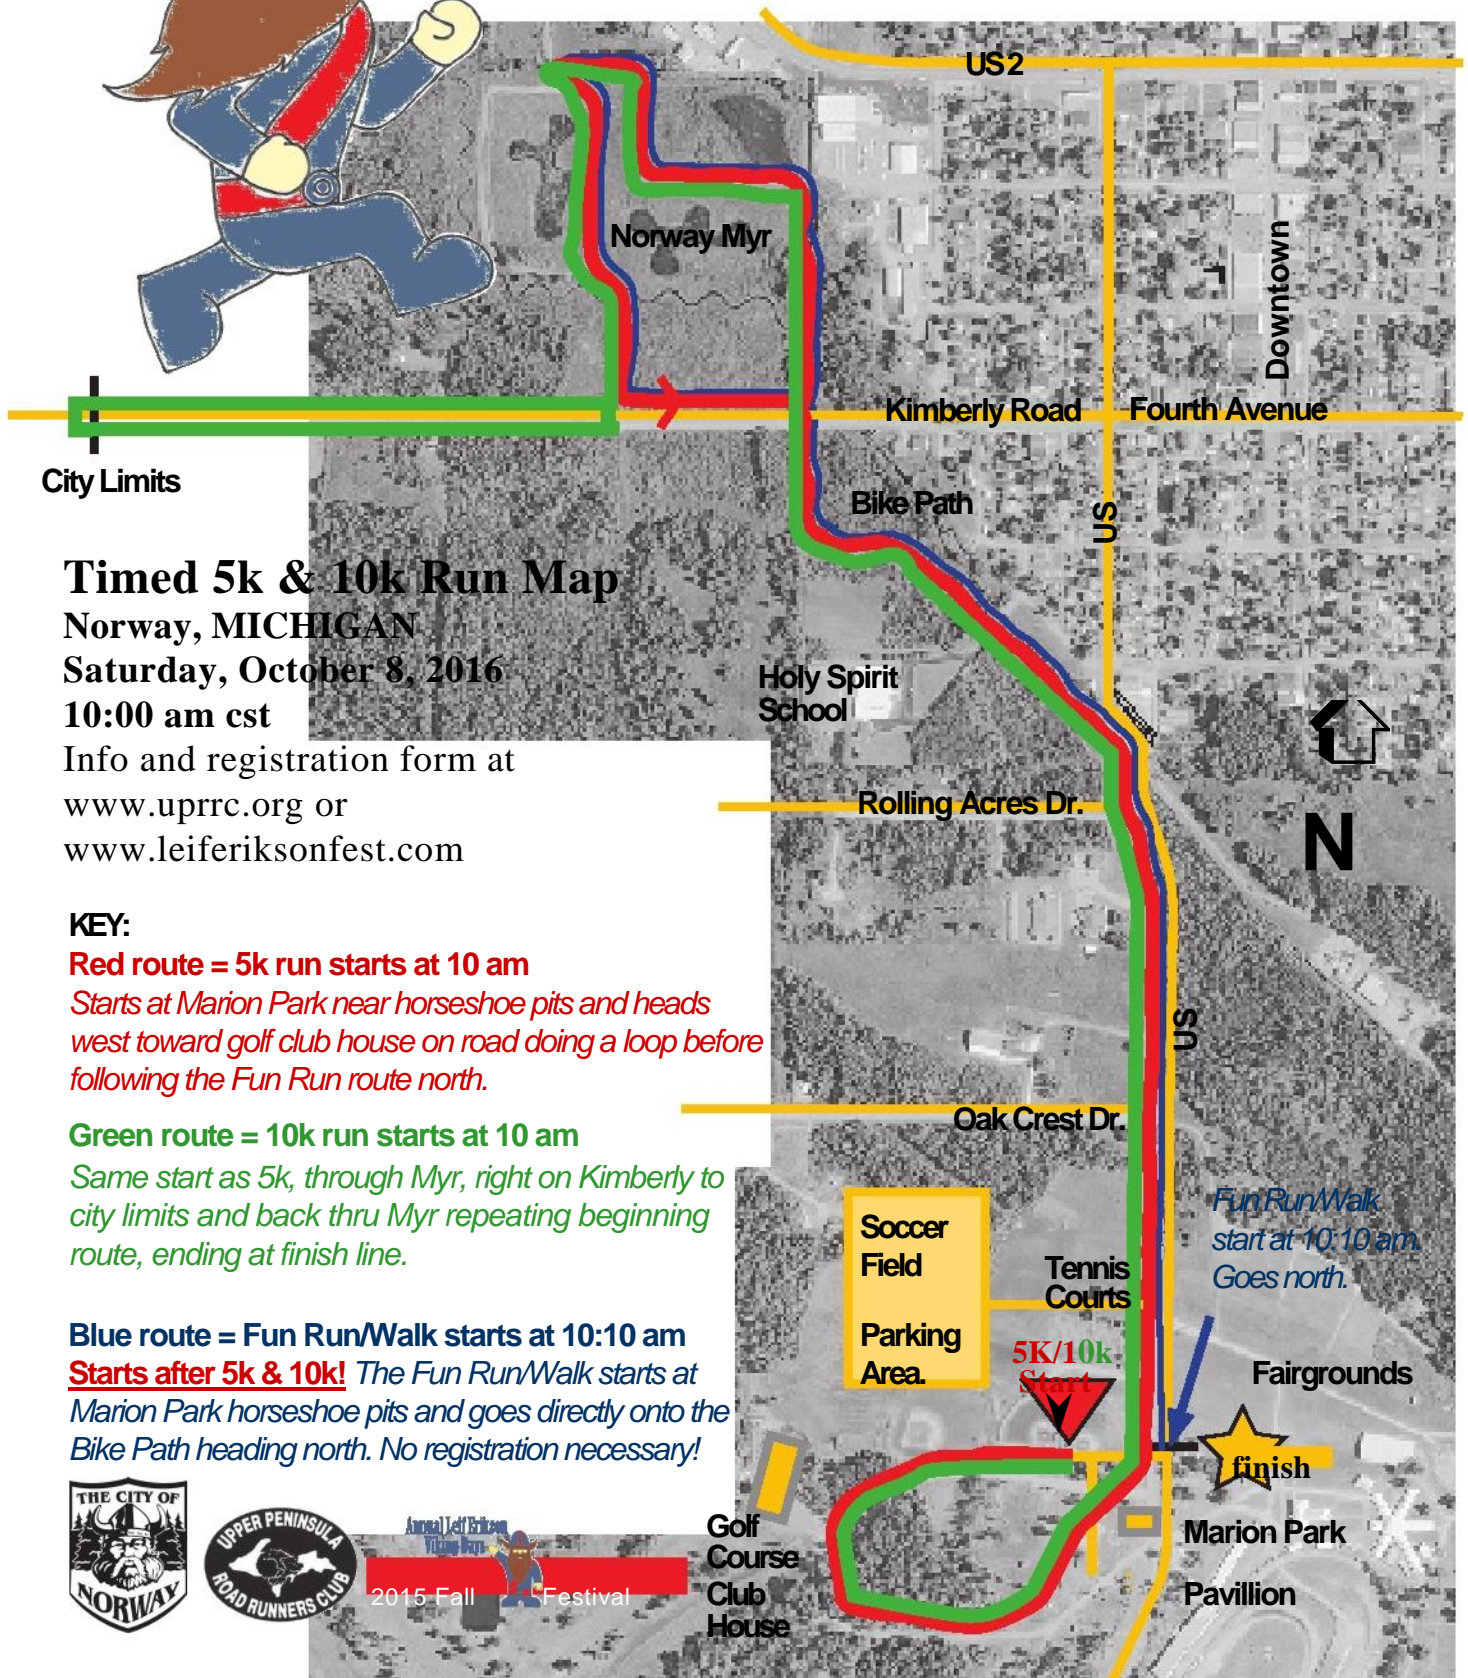 US 2
Norway Myr
Downtown
Kimberly Road
Fourth Avenue
City Limits
Bike Path
US
Timed 5k & 10k Run Map
Norway, MICHIGAN
Saturday, October 8, 2016
10:00 am cst
Info and registration form at
www.uprrc.org or
www.leiferiksonfest.com
Holy Spirit
School
Rolling Acres Dr.
N
KEY:
Red route = 5k run starts at 10 am
Starts at Marion Park near horseshoe pits and heads
west toward golf club house on road doing a loop before
following the Fun Run route north.
US
Green route = 10k run starts at 10 am
Same start as 5k, through Myr, right on Kimberly to
city limits and back thru Myr repeating beginning
route, ending at finish line.
Oak Crest Dr.
Soccer
Field
Parking
Area.
Tennis
Courts
Fun Run/Walk
start at 10:10 am.
Goes north.
Blue route = Fun Run/Walk starts at 10:10 am
Starts after 5k & 10k! The Fun Run/Walk starts at
Marion Park horseshoe pits and goes directly onto the
Bike Path heading north. No registration necessary!
5K/10k
Start
Fairgrounds
finish
Golf
Course
Club
House
Marion Park
Pavillion
THE CITY OF
NORWAY
UPPER PENINSULA
ROAD RUNNERS CLUB
Annual Leif Erikson
Viking Days
2015 Fall Festival